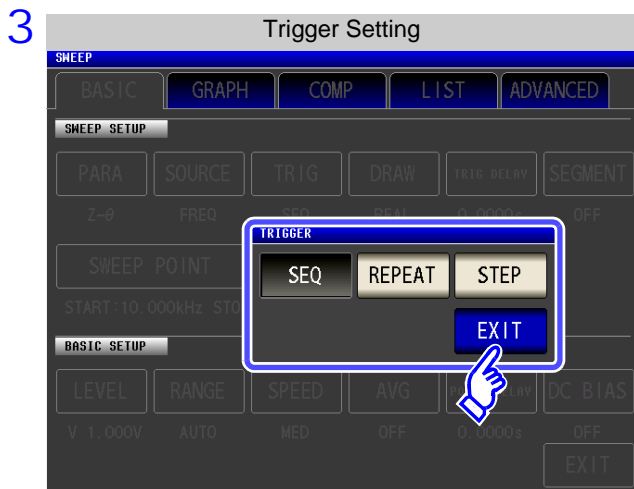 3
Trigger Setting
SWEEP
BASIC GRAPH COMP LIST ADVANCED
SWEEP SETUP
PARA SOURCE TRIG DRAW TRIG DELAY SEGMENT
Z-θ FREQ SEQ REAL 0.0000s OFF
TRIGGER
SWEEP POINT SEQ REPEAT STEP
START:10.000kHz STO
EXIT
BASIC SETUP
LEVEL RANGE SPEED AVG DC BIAS
V 1.000V AUTO MED OFF 0.0000s OFF
EXIT